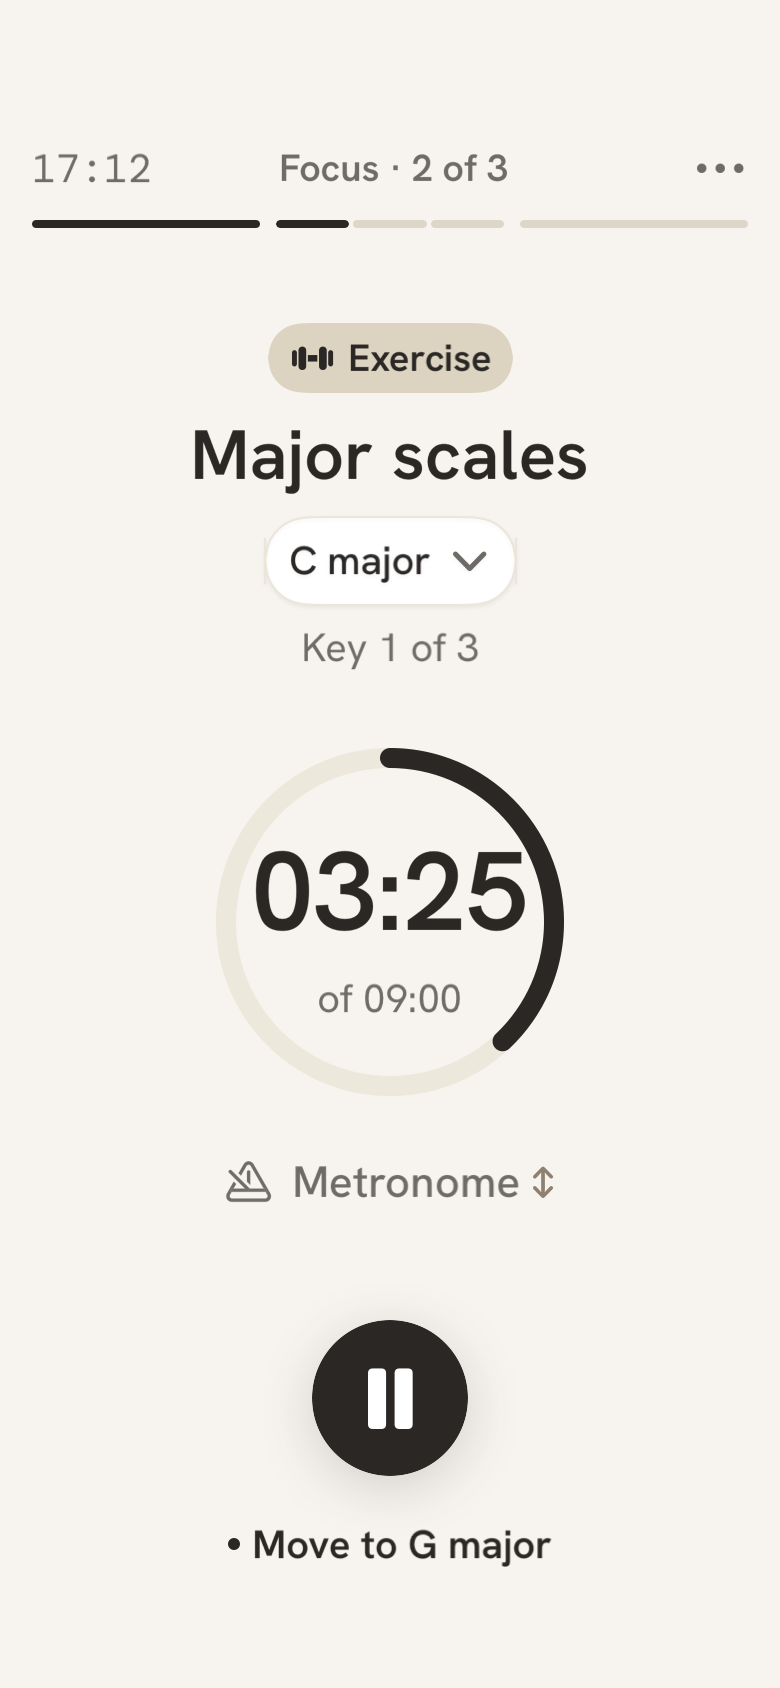 17:12
Focus · 2 of 3
Exercise
Major scales
C major
Key 1 of 3
03:25
of 09:00
Metronome
• Move to G major